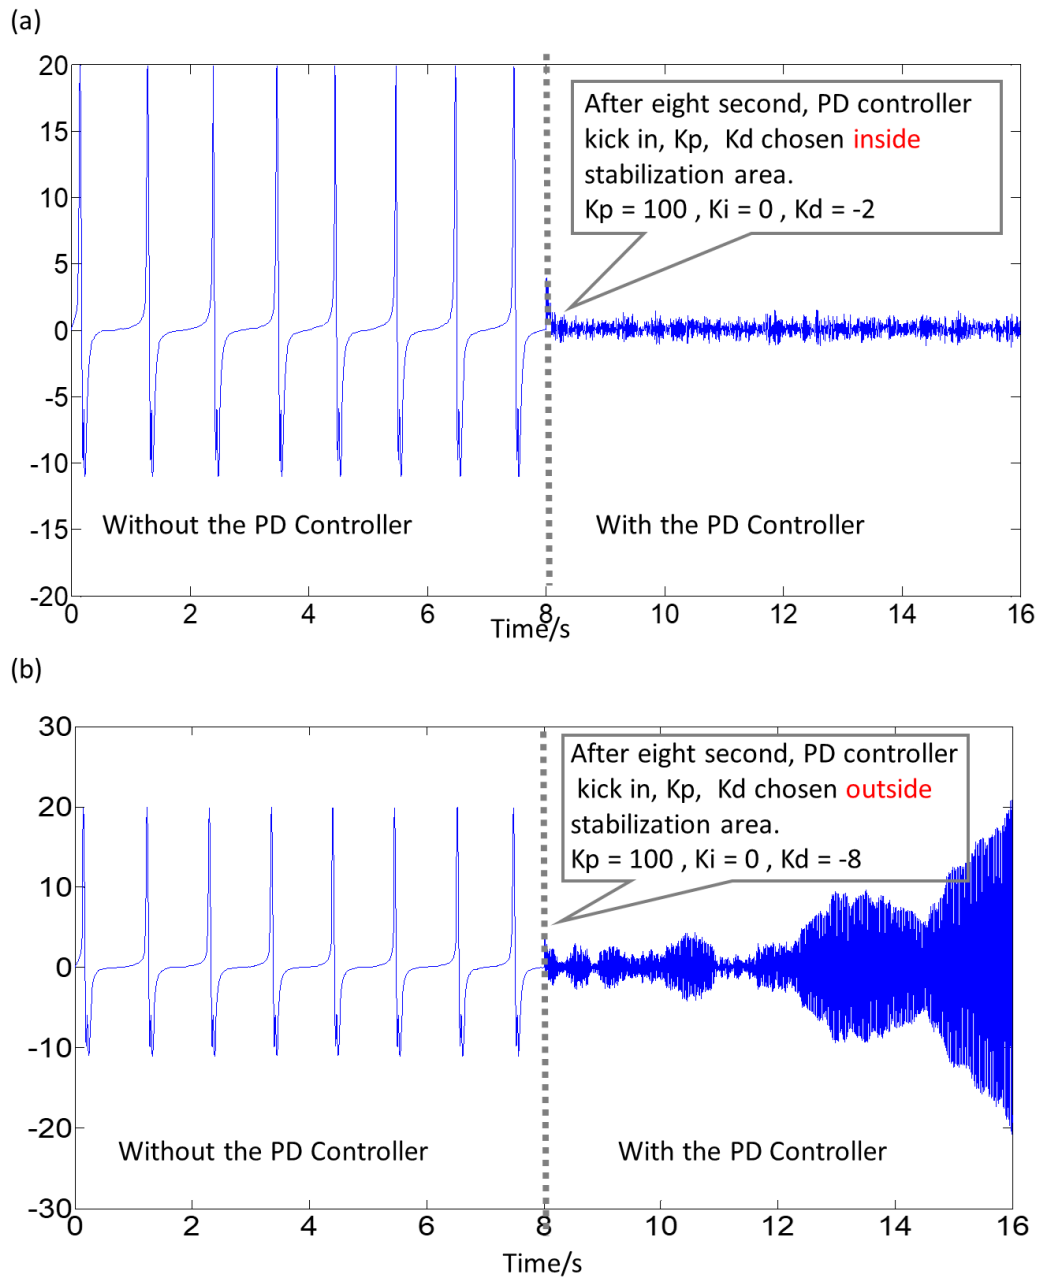 (a)
20
After eight second, PD controller
kick in, Kp, Kd chosen inside
stabilization area.
Kp = 100 , Ki = 0 , Kd = -2
15
10
5
0
-5
-10
-15
-20
Without the PD Controller
With the PD Controller
0 2 4 6 8 10 12 14 16
Time/s
(b)
30
After eight second, PD controller
kick in, Kp, Kd chosen outside
stabilization area.
Kp = 100 , Ki = 0 , Kd = -8
20
10
0
-10
-20
-30
Without the PD Controller
With the PD Controller
0 2 4 6 8 10 12 14 16
Time/s